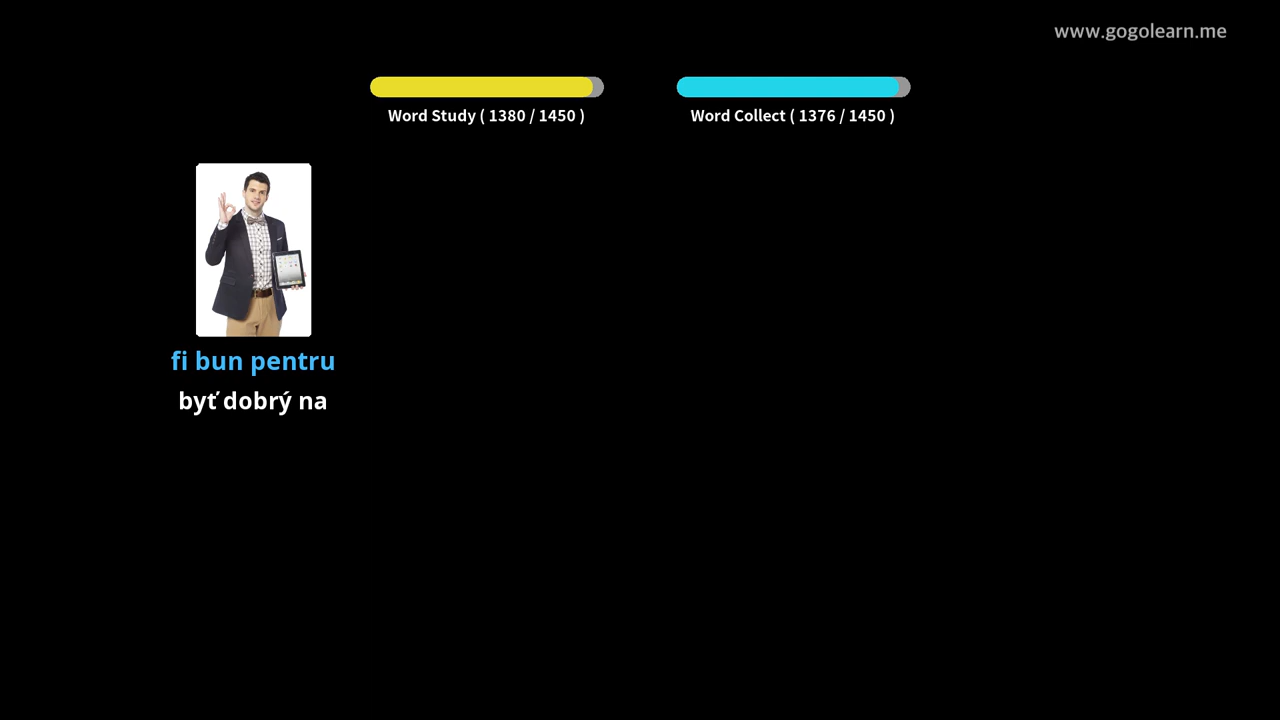 www.gogolearn.me
Word Study ( 1380 / 1450 )
Word Collect ( 1376 / 1450 )
fi bun pentru
byť dobrý na